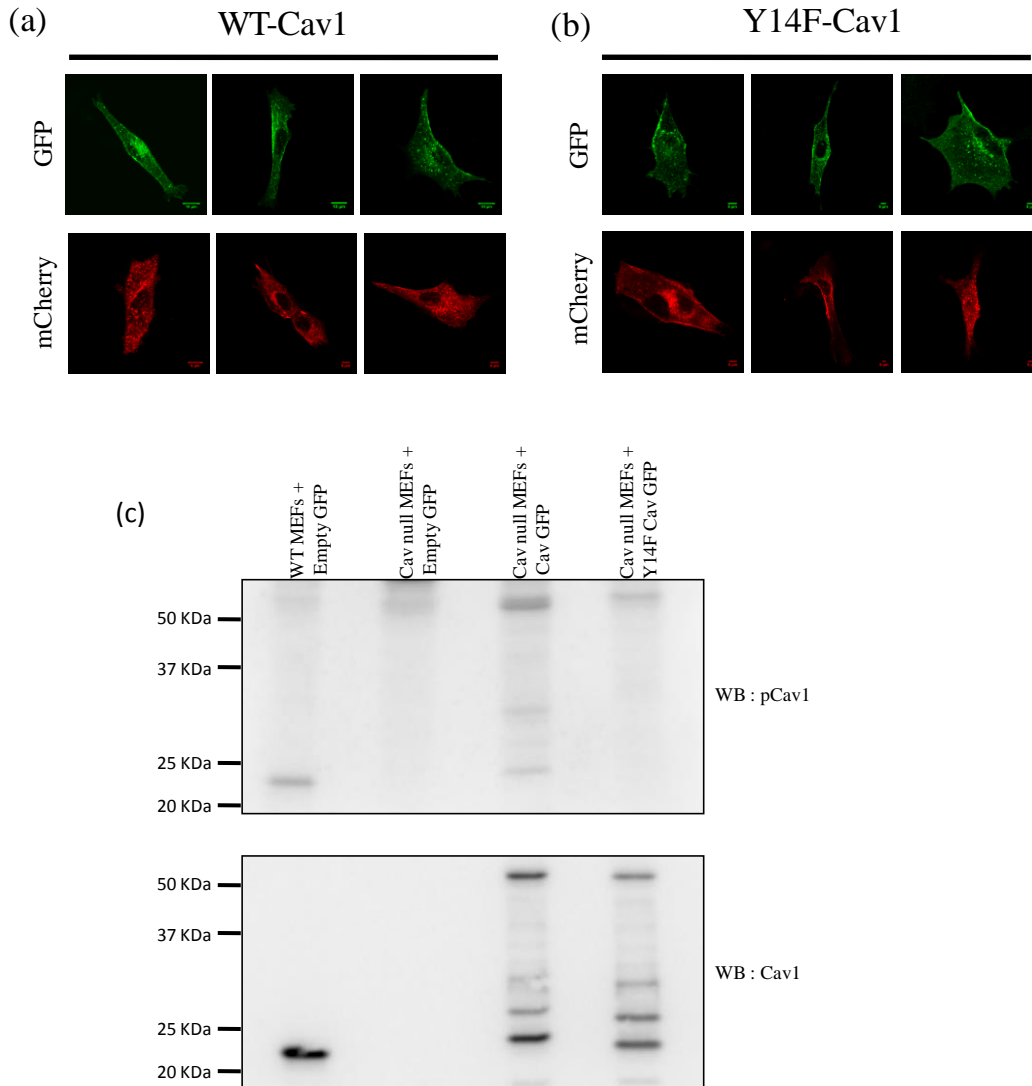 (a)
WT-Cav1
(b)
Y14F-Cav1
GFP
mCherry
GFP
mCherry
(c)
WT MEFs +
Empty GFP
Cav null MEFs +
Empty GFP
Cav null MEFs +
Cav GFP
Cav null MEFs +
Y14F Cav GFP
50 KDa
37 KDa
25 KDa
20 KDa
WB : pCav1
50 KDa
37 KDa
25 KDa
20 KDa
WB : Cav1